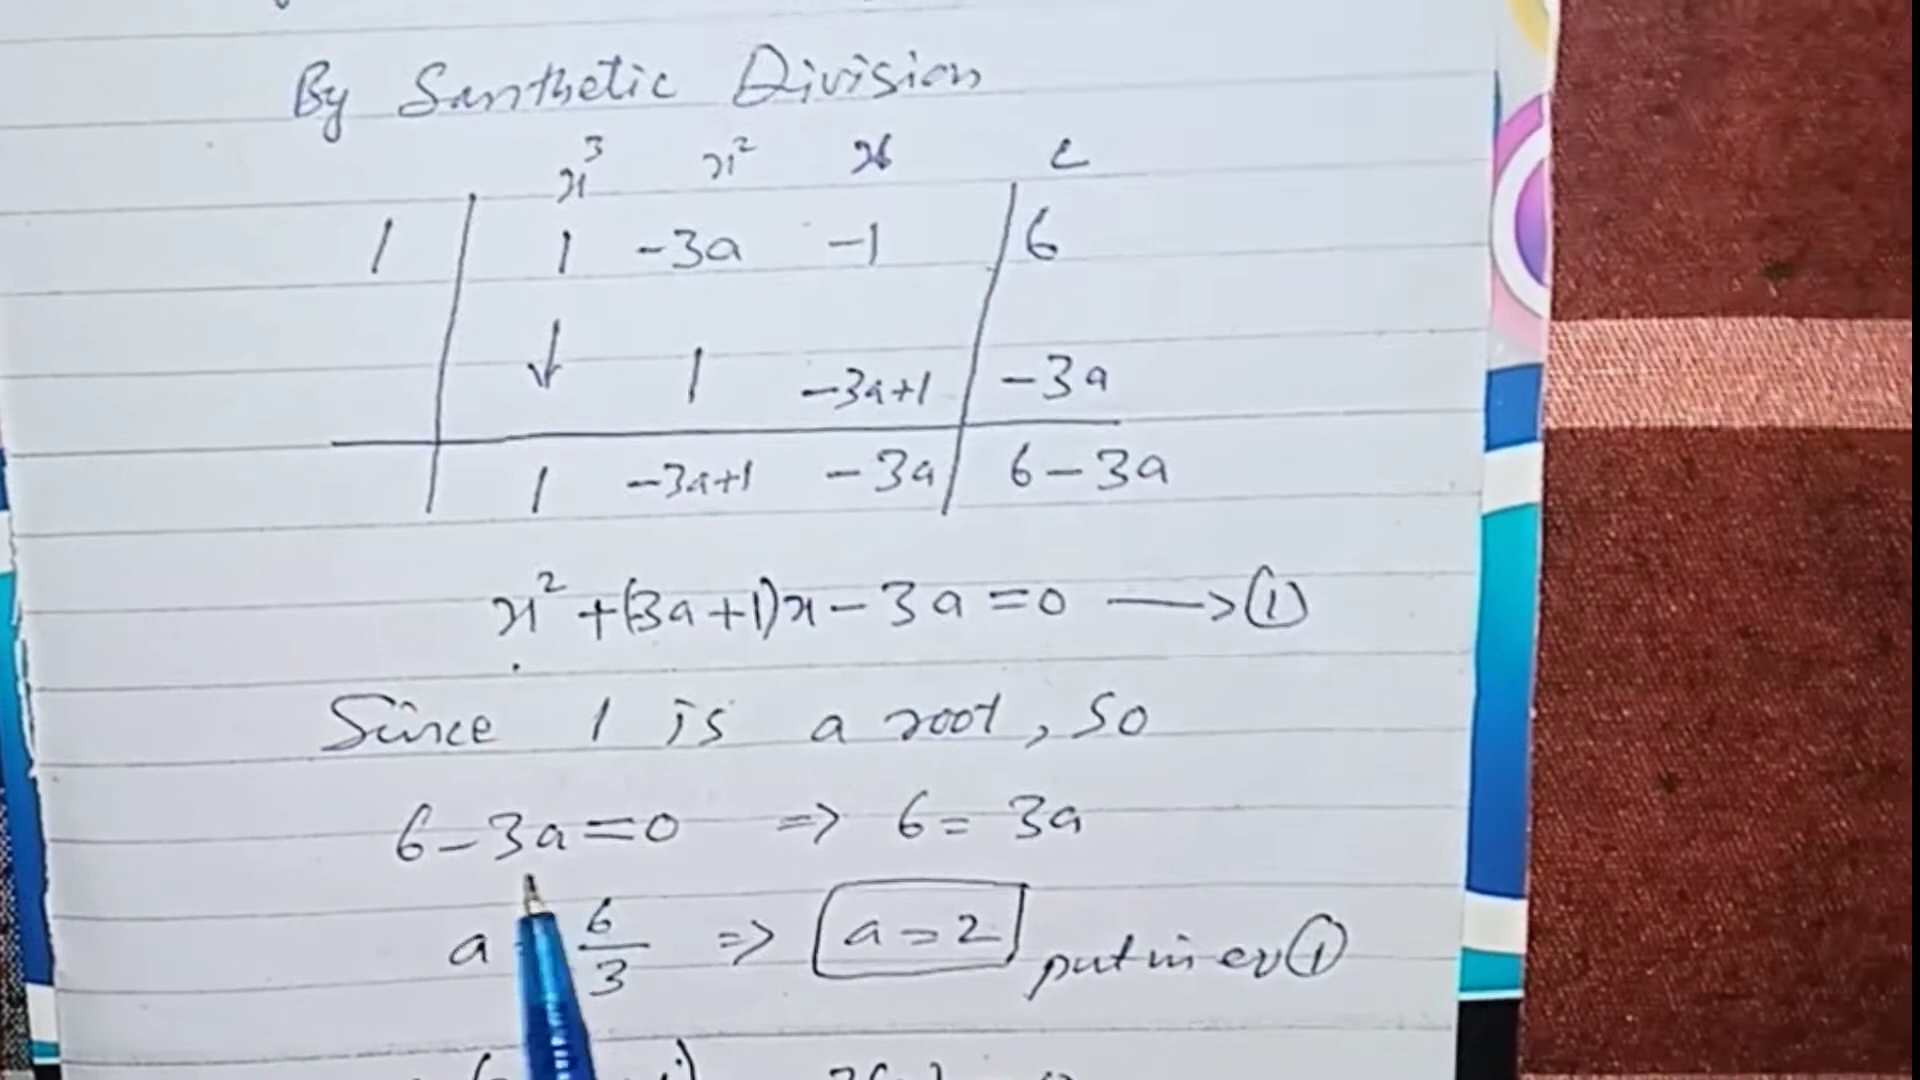 By Santhetic Division
x³ x² x c
1 1 -3a -1 6
↓ 1 -3a+1 -3a
1 -3a+1 -3a 6-3a
x²+(-3a+1)x-3a=0 → ①
Since 1 is a root, so
6-3a=0 ⇒ 6=3a
a 6/3 ⇒ a=2 put in eq ①